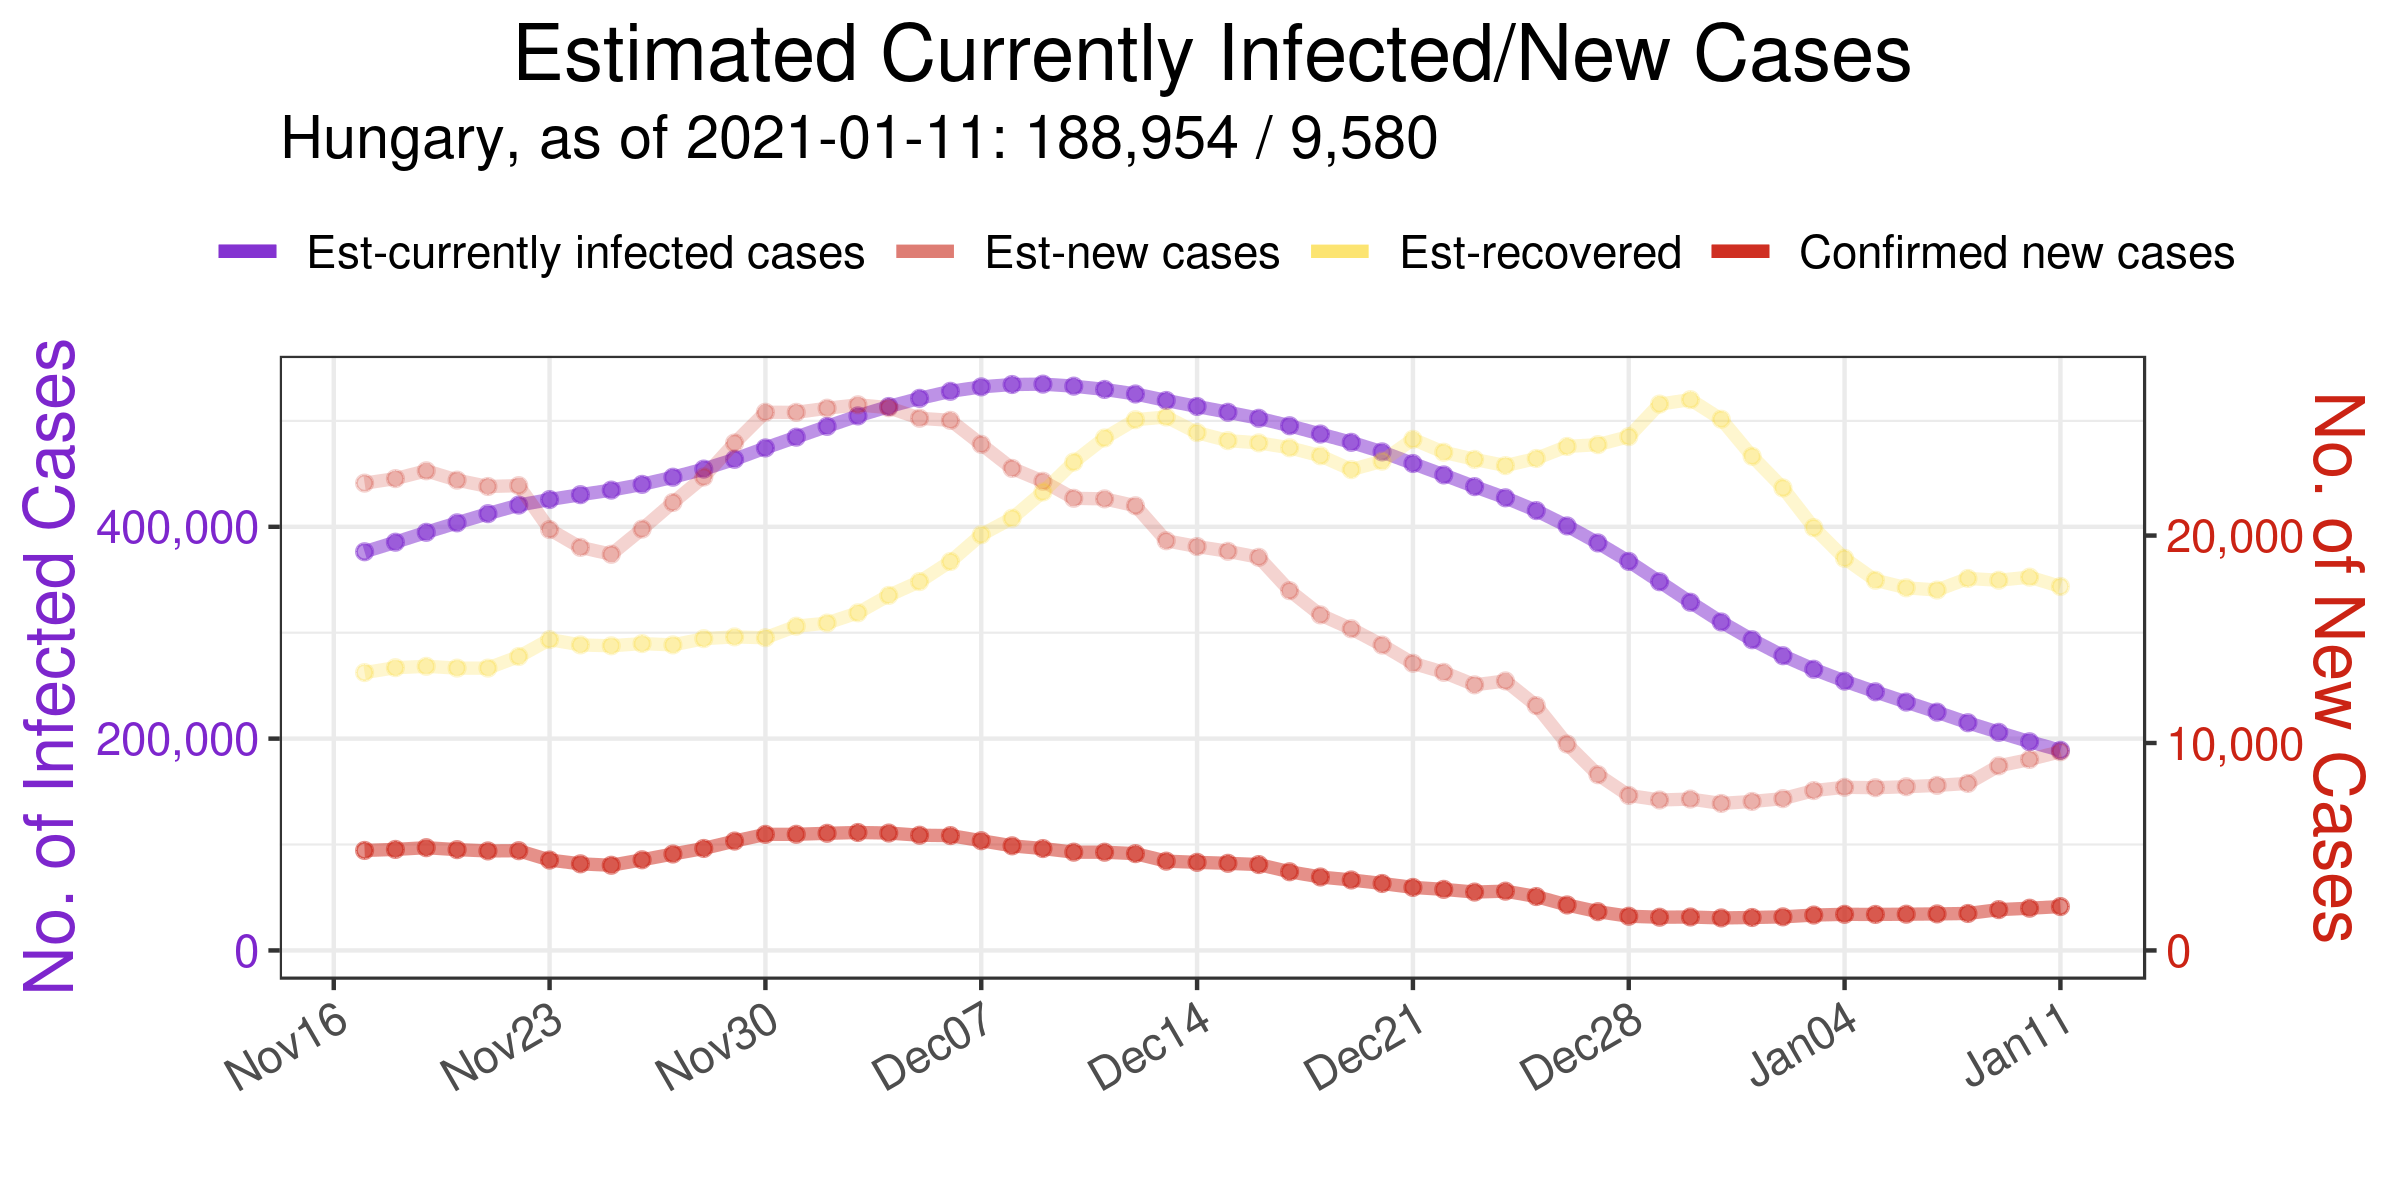 Estimated Currently Infected/New Cases
Hungary, as of 2021-01-11: 188,954 / 9,580
Est-currently infected cases Est-new cases Est-recovered Confirmed new cases
No. of Infected Cases
400,000
200,000
0
No. of New Cases
20,000
10,000
0
Nov16 Nov23 Nov30 Dec07 Dec14 Dec21 Dec28 Jan04 Jan11